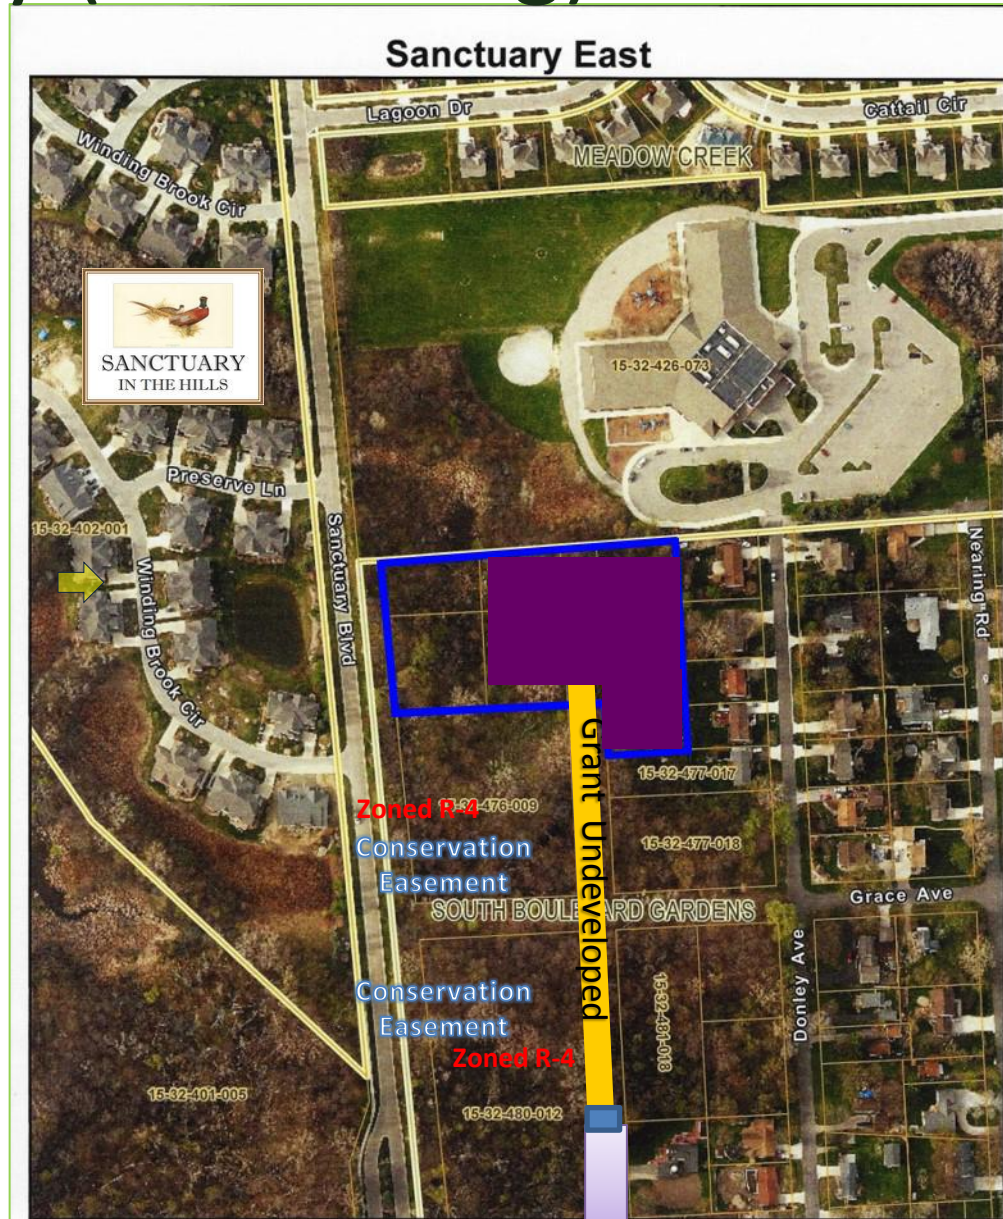 Sanctuary East
Lagoon Dr
Cattail Cir
Winding Brook Cir
MEADOW CREEK
SANCTUARY
IN THE HILLS
15-32-426-073
Preserve Ln
15-32-402-001
Sanctuary Blvd
Nearing Rd
Winding Brook Cir
Grant Undeveloped
15-32-477-017
Zoned R-4
-476-009
Conservation
Easement
15-32-477-018
Grace Ave
SOUTH BOULEVARD GARDENS
Donley Ave
Conservation
Easement
15-32-481-018
Zoned R-4
15-32-401-005
15-32-480-012